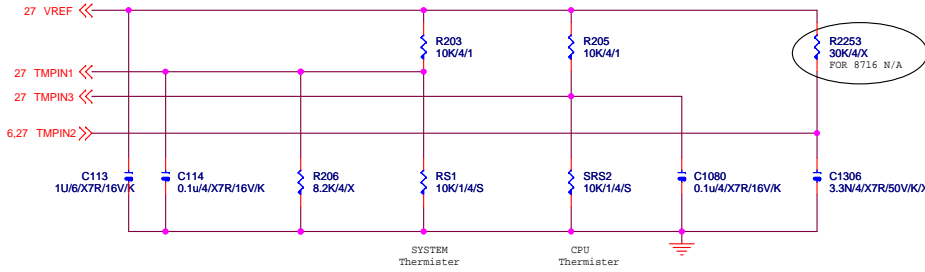 27 VREF
R203
10K/4/1
R205
10K/4/1
R2253
30K/4/X
FOR 8716 N/A
27 TMPIN1
27 TMPIN3
6,27 TMPIN2
C113
1U/6/X7R/16V/K
C114
0.1u/4/X7R/16V/K
R206
8.2K/4/X
RS1
10K/1/4/S
SRS2
10K/1/4/S
C1080
0.1u/4/X7R/16V/K
C1306
3.3N/4/X7R/50V/K/X
SYSTEM
Thermister
CPU
Thermister